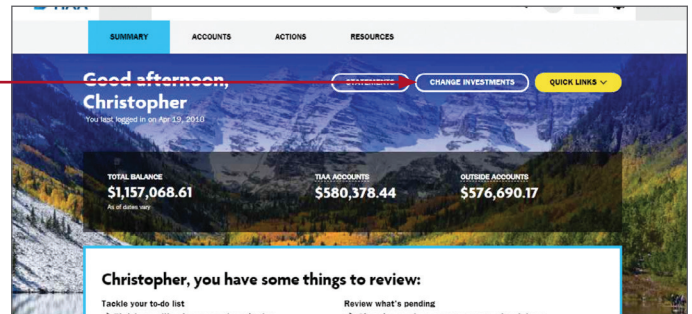 SUMMARY ACCOUNTS ACTIONS RESOURCES
Good afternoon,
Christopher
STATEMENTS CHANGE INVESTMENTS QUICK LINKS
You last logged in on Apr 19, 2018
TOTAL BALANCE
$1,157,068.61
As of dates vary
TIAA ACCOUNTS
$580,378.44
OUTSIDE ACCOUNTS
$576,690.17
Christopher, you have some things to review:
Tackle your to-do list
Review what's pending